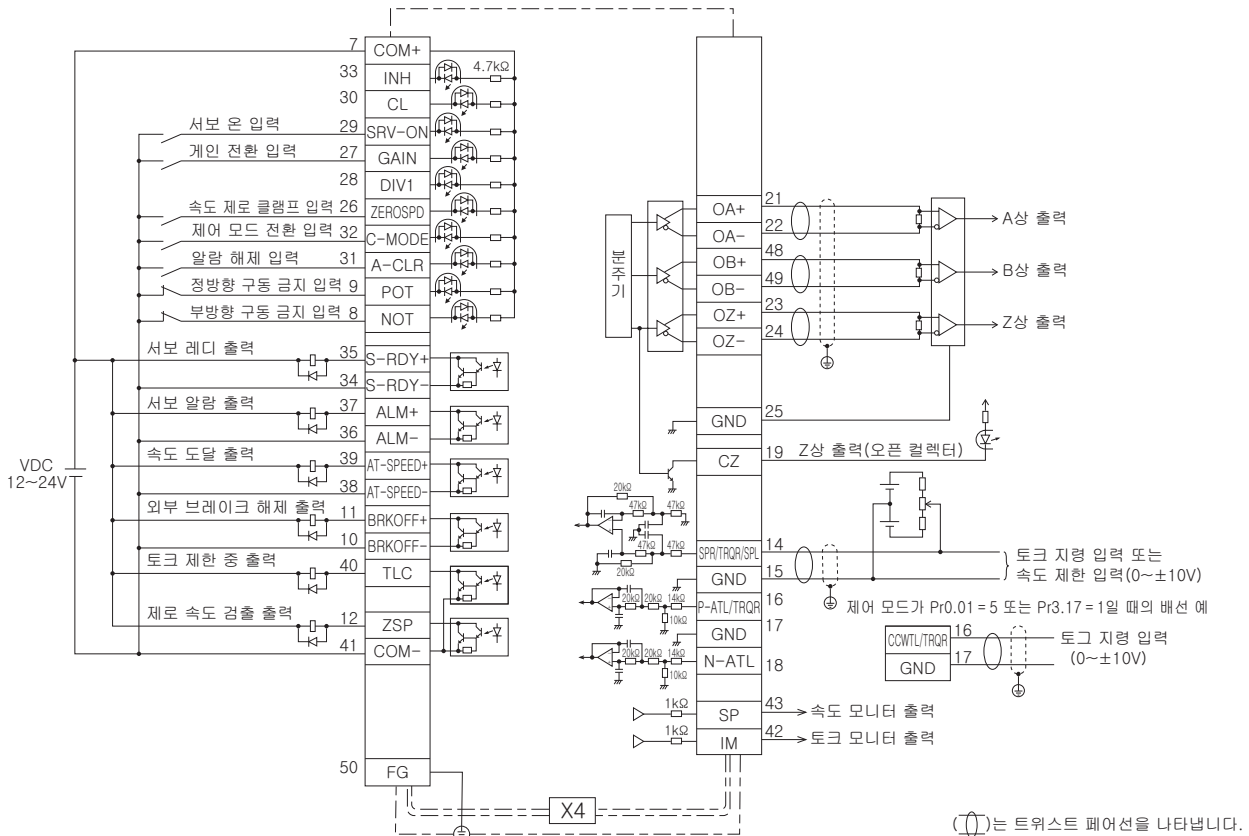 7 COM+
33 INH 4.7kΩ
30 CL
서보 온 입력 29 SRV-ON
게인 전환 입력 27 GAIN
28 DIV1
속도 제로 클램프 입력 26 ZEROSPD
제어 모드 전환 입력 32 C-MODE
알람 해제 입력 31 A-CLR
정방향 구동 금지 입력 9 POT
부방향 구동 금지 입력 8 NOT
서보 레디 출력 35 S-RDY+
34 S-RDY-
서보 알람 출력 37 ALM+
36 ALM-
속도 도달 출력 39 AT-SPEED+
38 AT-SPEED-
외부 브레이크 해제 출력 11 BRKOFF+
10 BRKOFF-
토크 제한 중 출력 40 TLC
제로 속도 검출 출력 12 ZSP
41 COM-
50 FG
VDC
12~24V
X4
분주기
OA+ 21
OA- 22
A상 출력
OB+ 48
OB- 49
B상 출력
OZ+ 23
OZ- 24
Z상 출력
GND 25
CZ 19 Z상 출력(오픈 컬렉터)
20kΩ
47kΩ 47kΩ
47kΩ 47kΩ
20kΩ
SPR/TRQR/SPL 14
GND 15
토크 지령 입력 또는
속도 제한 입력(0~±10V)
20kΩ 20kΩ 14kΩ
10kΩ
P-ATL/TRQR 16
GND 17
20kΩ 20kΩ 14kΩ
10kΩ
N-ATL 18
제어 모드가 Pr0.01 = 5 또는 Pr3.17 = 1일 때의 배선 예
CCWTL/TRQR 16
GND 17
토그 지령 입력
(0~±10V)
1kΩ SP 43 속도 모니터 출력
1kΩ IM 42 토크 모니터 출력
( )는 트위스트 페어선을 나타냅니다.